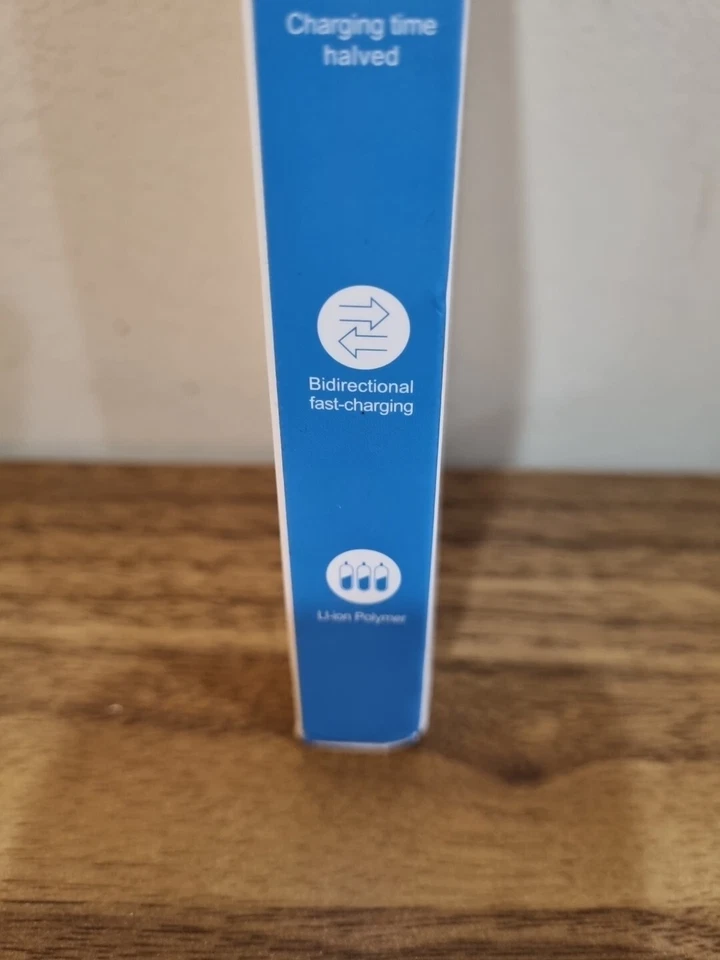 Charging time
halved
Bidirectional
fast-charging
LI-ion Polymer